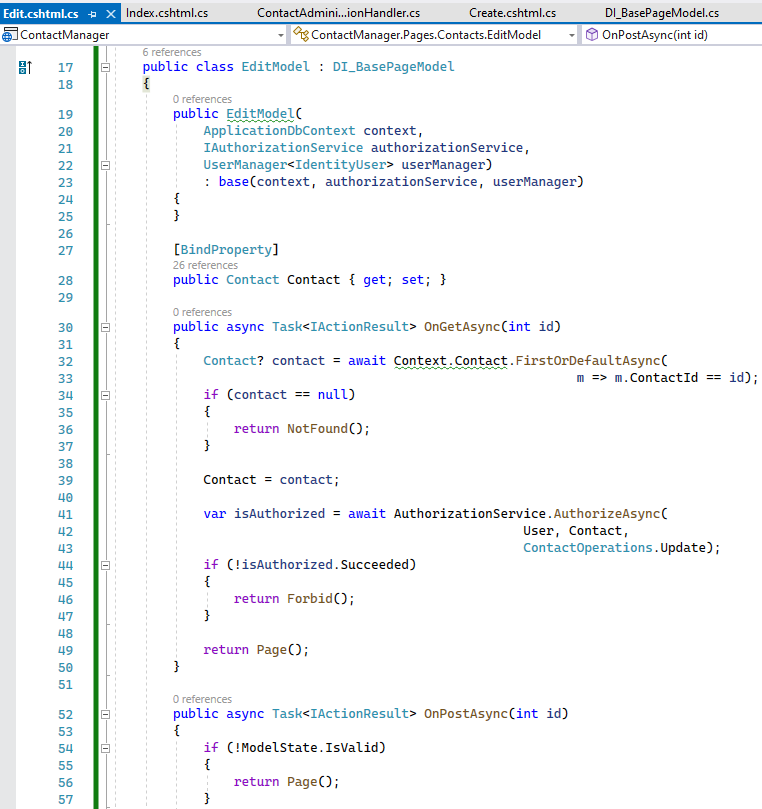 Edit.cshtml.cs Index.cshtml.cs ContactAdmini...ionHandler.cs Create.cshtml.cs DI_BasePageModel.cs
ContactManager ContactManager.Pages.Contacts.EditModel OnPostAsync(int id)
6 references
17 public class EditModel : DI_BasePageModel
18 {
0 references
19 public EditModel(
20 ApplicationDbContext context,
21 IAuthorizationService authorizationService,
22 UserManager<IdentityUser> userManager)
23 : base(context, authorizationService, userManager)
24 {
25 }
26
27 [BindProperty]
26 references
28 public Contact Contact { get; set; }
29
0 references
30 public async Task<IActionResult> OnGetAsync(int id)
31 {
32 Contact? contact = await Context.Contact.FirstOrDefaultAsync(
33 m => m.ContactId == id);
34 if (contact == null)
35 {
36 return NotFound();
37 }
38
39 Contact = contact;
40
41 var isAuthorized = await AuthorizationService.AuthorizeAsync(
42 User, Contact,
43 ContactOperations.Update);
44 if (!isAuthorized.Succeeded)
45 {
46 return Forbid();
47 }
48
49 return Page();
50 }
51
0 references
52 public async Task<IActionResult> OnPostAsync(int id)
53 {
54 if (!ModelState.IsValid)
55 {
56 return Page();
57 }